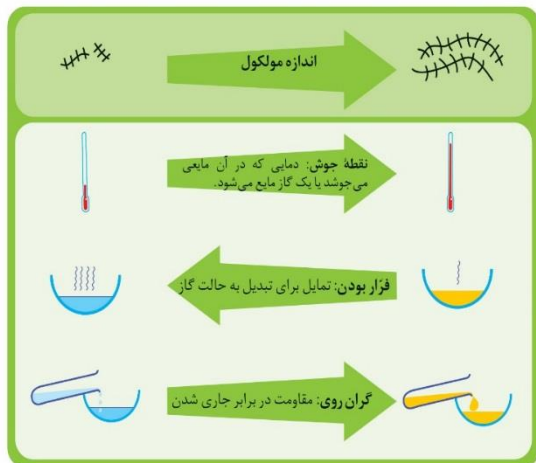 اندازه مولکول
نقطهٔ جوش: دمایی که در آن مایعی
می‌جوشد یا یک گاز مایع می‌شود.
فرّار بودن: تمایل برای تبدیل به حالت گاز
گران روی: مقاومت در برابر جاری شدن